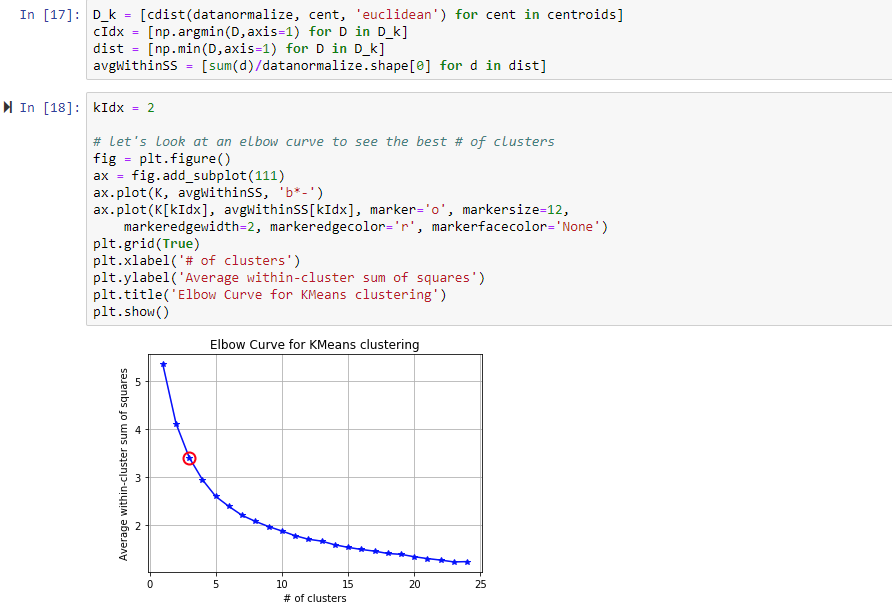 In [17]: D_k = [cdist(datanormalize, cent, 'euclidean') for cent in centroids]
cIdx = [np.argmin(D,axis=1) for D in D_k]
dist = [np.min(D,axis=1) for D in D_k]
avgWithinSS = [sum(d)/datanormalize.shape[0] for d in dist]
In [18]: kIdx = 2
# let's look at an elbow curve to see the best # of clusters
fig = plt.figure()
ax = fig.add_subplot(111)
ax.plot(K, avgWithinSS, 'b*-')
ax.plot(K[kIdx], avgWithinSS[kIdx], marker='o', markersize=12,
markeredgewidth=2, markeredgecolor='r', markerfacecolor='None')
plt.grid(True)
plt.xlabel('# of clusters')
plt.ylabel('Average within-cluster sum of squares')
plt.title('Elbow Curve for KMeans clustering')
plt.show()
Elbow Curve for KMeans clustering
Average within-cluster sum of squares
5
4
3
2
0 5 10 15 20 25
# of clusters